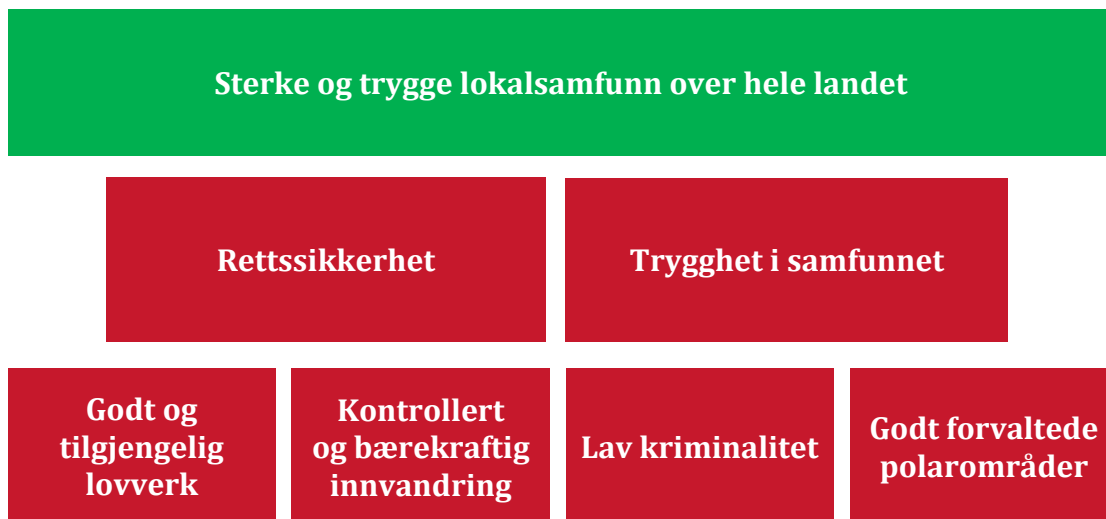 Sterke og trygge lokalsamfunn over hele landet
Rettssikkerhet
Trygghet i samfunnet
Godt og
tilgjengelig
lovverk
Kontrollert
og bærekraftig
innvandring
Lav kriminalitet
Godt forvaltede
polarområder